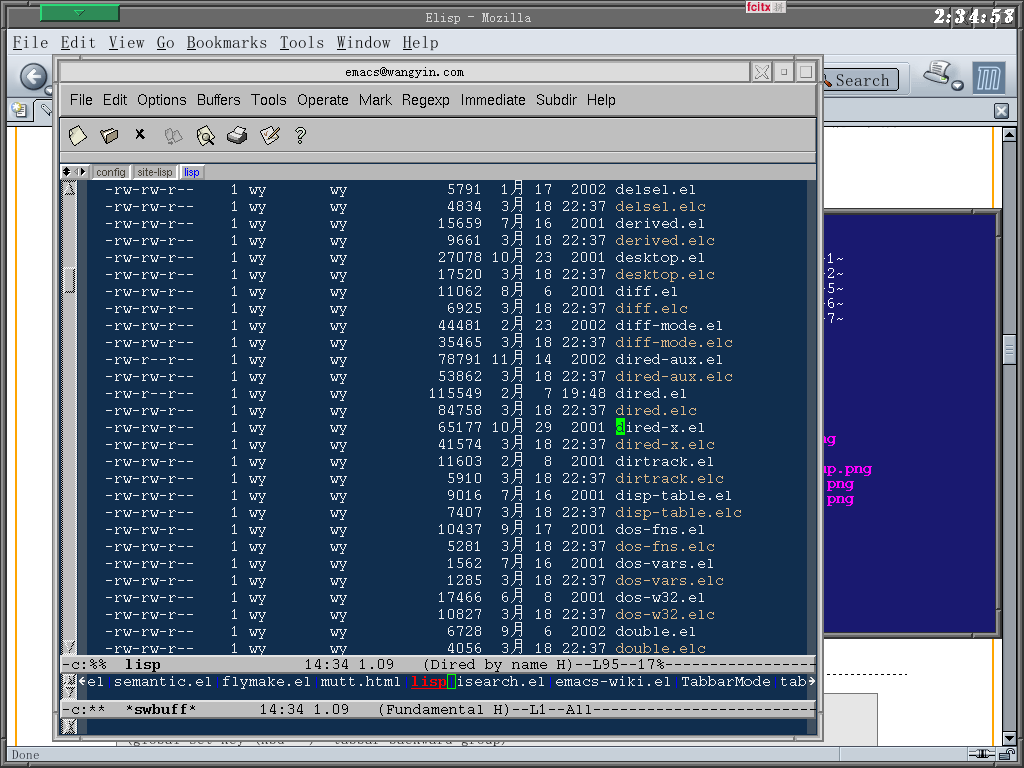 fcitx 拼
Elisp - Mozilla
2:34:58
File Edit View Go Bookmarks Tools Window Help
Search
emacs@wangyin.com
File Edit Options Buffers Tools Operate Mark Regexp Immediate Subdir Help
config site-lisp lisp
-rw-rw-r-- 1 wy wy 5791 1月 17 2002 delsel.el
-rw-rw-r-- 1 wy wy 4834 3月 18 22:37 delsel.elc
-rw-rw-r-- 1 wy wy 15659 7月 16 2001 derived.el
-rw-rw-r-- 1 wy wy 9661 3月 18 22:37 derived.elc
-rw-rw-r-- 1 wy wy 27078 10月 23 2001 desktop.el
-rw-rw-r-- 1 wy wy 17520 3月 18 22:37 desktop.elc
-rw-rw-r-- 1 wy wy 11062 8月 6 2001 diff.el
-rw-rw-r-- 1 wy wy 6925 3月 18 22:37 diff.elc
-rw-rw-r-- 1 wy wy 44481 2月 23 2002 diff-mode.el
-rw-rw-r-- 1 wy wy 35465 3月 18 22:37 diff-mode.elc
-rw-r--r-- 1 wy wy 78791 11月 14 2002 dired-aux.el
-rw-rw-r-- 1 wy wy 53862 3月 18 22:37 dired-aux.elc
-rw-r--r-- 1 wy wy 115549 2月 7 19:48 dired.el
-rw-rw-r-- 1 wy wy 84758 3月 18 22:37 dired.elc
-rw-rw-r-- 1 wy wy 65177 10月 29 2001 dired-x.el
-rw-rw-r-- 1 wy wy 41574 3月 18 22:37 dired-x.elc
-rw-rw-r-- 1 wy wy 11603 2月 8 2001 dirtrack.el
-rw-rw-r-- 1 wy wy 5910 3月 18 22:37 dirtrack.elc
-rw-rw-r-- 1 wy wy 9016 7月 16 2001 disp-table.el
-rw-rw-r-- 1 wy wy 7403 3月 18 22:37 disp-table.elc
-rw-rw-r-- 1 wy wy 10437 9月 17 2001 dos-fns.el
-rw-rw-r-- 1 wy wy 5281 3月 18 22:37 dos-fns.elc
-rw-rw-r-- 1 wy wy 1562 7月 16 2001 dos-vars.el
-rw-rw-r-- 1 wy wy 1285 3月 18 22:37 dos-vars.elc
-rw-rw-r-- 1 wy wy 17466 6月 8 2001 dos-w32.el
-rw-rw-r-- 1 wy wy 10827 3月 18 22:37 dos-w32.elc
-rw-rw-r-- 1 wy wy 6728 9月 6 2002 double.el
-rw-rw-r-- 1 wy wy 4056 3月 18 22:37 double.elc
-c:%% lisp 14:34 1.09 (Dired by name H)--L95--17%-----------------
el semantic.el flymake.el mutt.html lisp isearch.el emacs-wiki.el TabbarMode tab
-c:** *swbuff* 14:34 1.09 (Fundamental H)--L1--All------------------------
1~
2~
5~
6~
7~
ng
up.png
png
png
Done